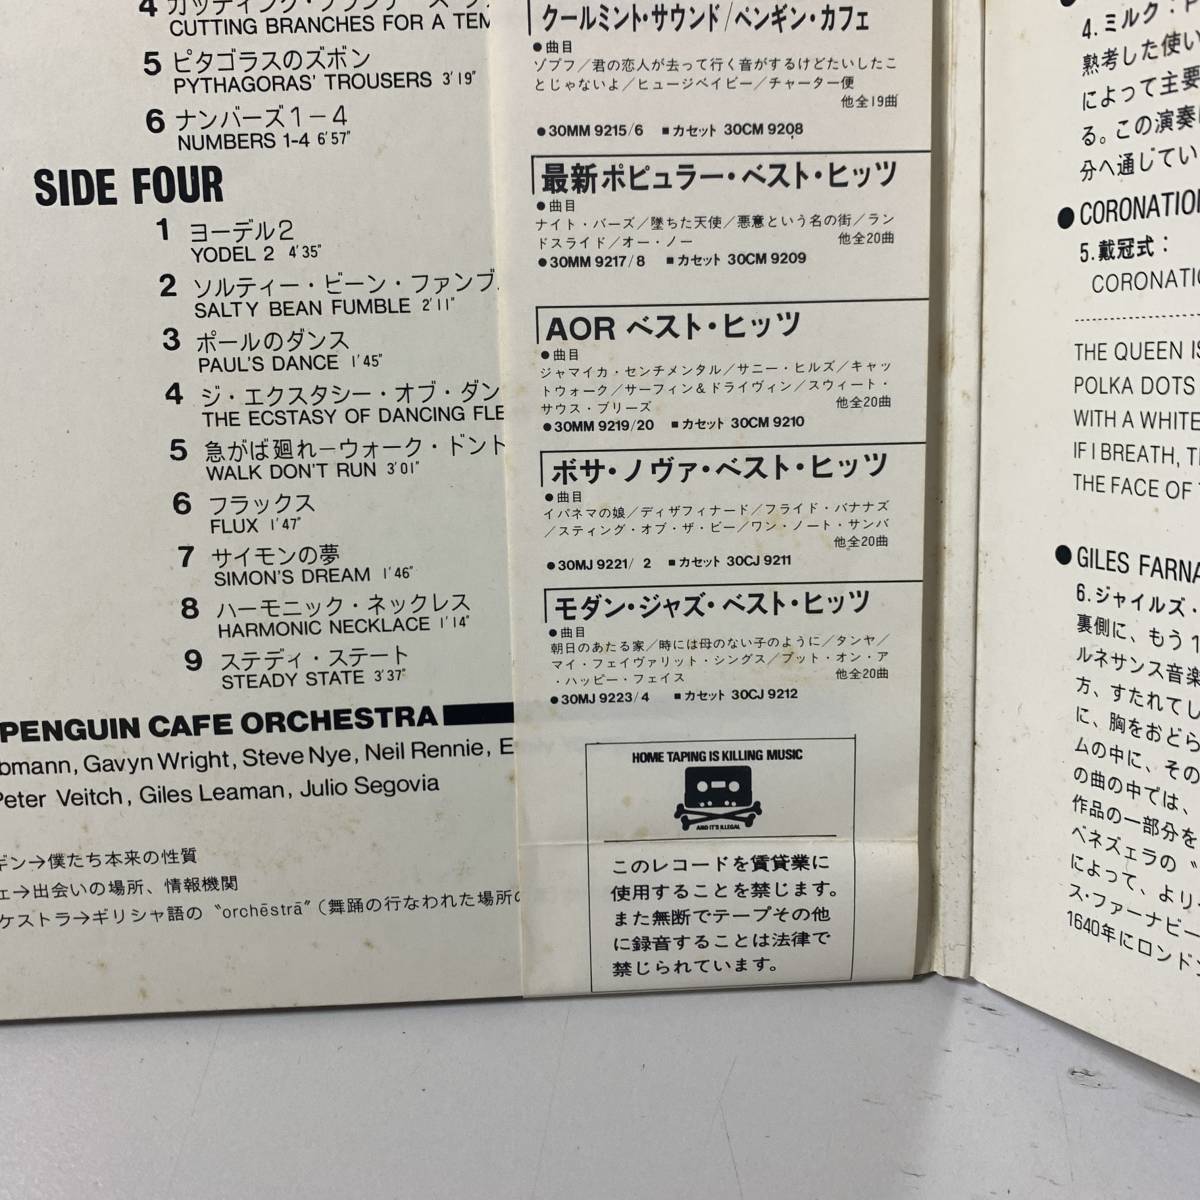 CUTTING BRANCHES FOR A TEM
5 ピタゴラスのズボン
PYTHAGORAS' TROUSERS 3'19"
6 ナンバーズ1-4
NUMBERS 1-4 6'57"
SIDE FOUR
1 ヨーデル2
YODEL 2 4'35"
2 ソルティー・ビーン・ファンブ
SALTY BEAN FUMBLE 2'11"
3 ポールのダンス
PAUL'S DANCE 1'45"
4 ジ・エクスタシー・オブ・ダン
THE ECSTASY OF DANCING FLE
5 急がば廻れ-ウォーク・ドント
WALK DON'T RUN 3'01"
6 フラックス
FLUX 1'47"
7 サイモンの夢
SIMON'S DREAM 1'46"
8 ハーモニック・ネックレス
HARMONIC NECKLACE 1'14"
9 ステディ・ステート
STEADY STATE 3'37"
PENGUIN CAFE ORCHESTRA
bmann, Gavyn Wright, Steve Nye, Neil Rennie, E
Peter Veitch, Giles Leaman, Julio Segovia
ギン→僕たち本来の性質
ェ→出会いの場所、情報機関
ケストラ→ギリシャ語の〝orchēstrā〞(舞踊の行なわれた場所の
クールミント・サウンド/ペンギン・カフェ
●曲目
ゾプフ/君の恋人が去って行く音がするけどたいしたこ
とじゃないよ/ヒュージベイビー/チャーター便
他全19曲
●30MM 9215/6 ■カセット 30CM 9208
最新ポピュラー・ベスト・ヒッツ
●曲目
ナイト・バーズ/墜ちた天使/悪意という名の街/ラン
ドスライド/オー・ノー 他全20曲
●30MM 9217/8 ■カセット 30CM 9209
AOR ベスト・ヒッツ
●曲目
ジャマイカ・センチメンタル/サニー・ヒルズ/キャッ
トウォーク/サーフィン&ドライヴィン/スウィート・
サウス・ブリーズ 他全20曲
●30MM 9219/20 ■カセット 30CM 9210
ボサ・ノヴァ・ベスト・ヒッツ
●曲目
イパネマの娘/ディザフィナード/フライド・バナナズ
/スティング・オブ・ザ・ビー/ワン・ノート・サンバ
他全20曲
●30MJ 9221/ 2 ■カセット 30CJ 9211
モダン・ジャズ・ベスト・ヒッツ
●曲目
朝日のあたる家/時には母のない子のように/タンヤ/
マイ・フェイヴァリット・シングス/プット・オン・ア
・ハッピー・フェイス 他全20曲
●30MJ 9223/4 ■カセット 30CJ 9212
HOME TAPING IS KILLING MUSIC
AND IT'S ILLEGAL
このレコードを賃貸業に
使用することを禁じます。
また無断でテープその他
に録音することは法律で
禁じられています。
4.ミルク:P
熟考した使い
によって主要
る。この演奏
分へ通じてい
●CORONATION
5.戴冠式:
CORONATIO
THE QUEEN IS
POLKA DOTS
WITH A WHITE
IF I BREATH, T
THE FACE OF
●GILES FARNA
6.ジャイルズ・
裏側に、もう1
ルネサンス音楽
方、すたれてし
に、胸をおどら
ムの中に、その
の曲の中では、
作品の一部分を
ベネズェラの〝
によって、より
ス・ファーナビー
1640年にロンドン